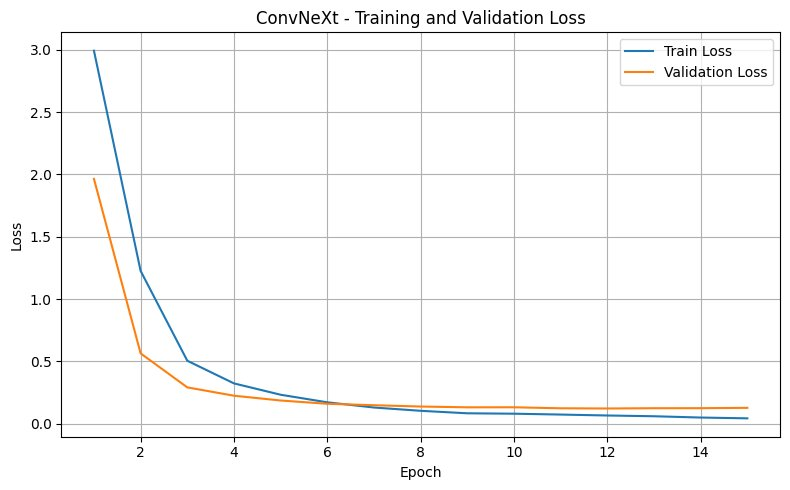 ConvNeXt - Training and Validation Loss
Train Loss
Validation Loss
3.0
2.5
2.0
1.5
1.0
0.5
0.0
Loss
2
4
6
8
10
12
14
Epoch